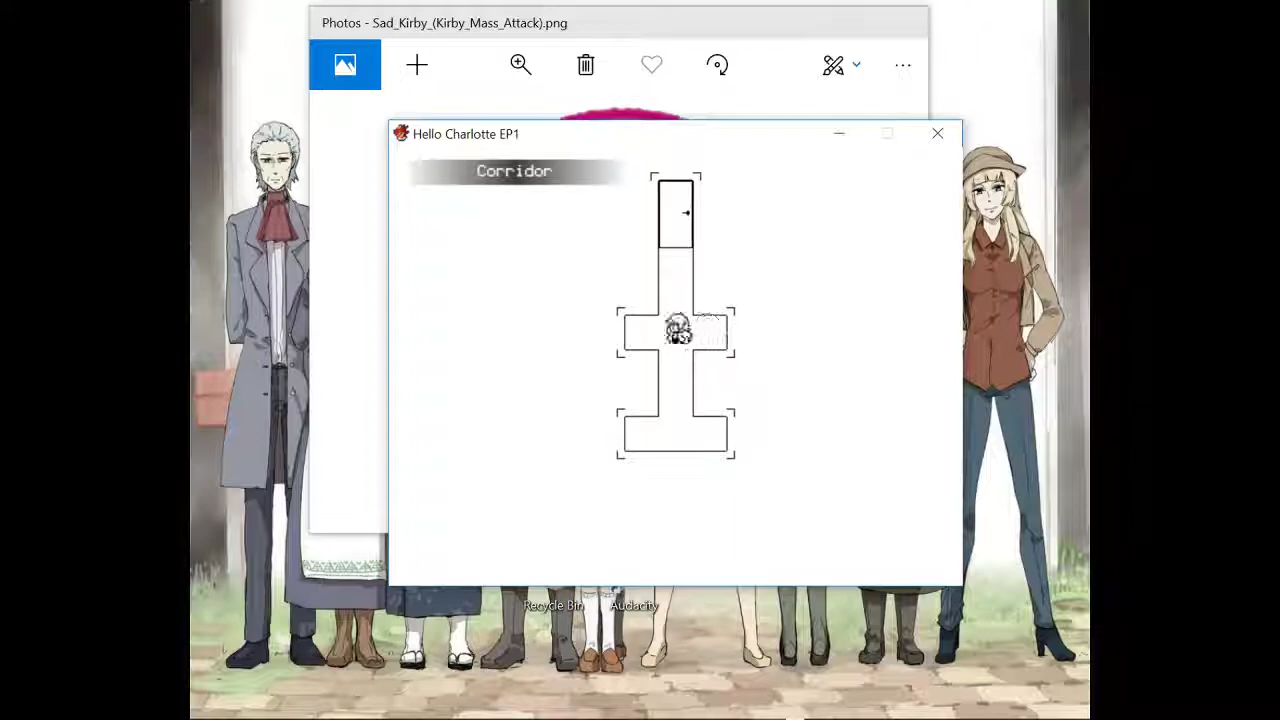 Photos - Sad_Kirby_(Kirby_Mass_Attack).png
Hello Charlotte EP1
Corridor
Recycle Bin
Audacity